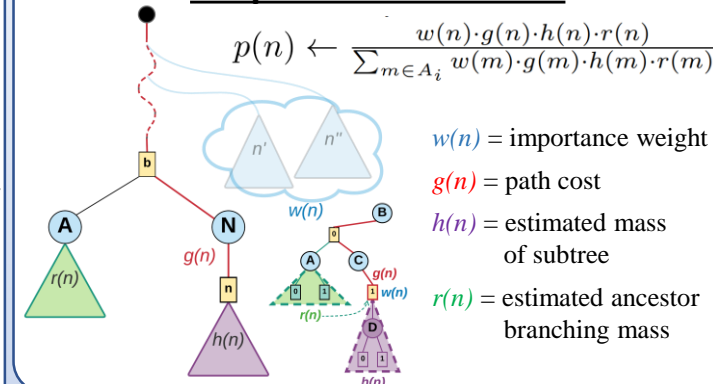 p(n) ← w(n)·g(n)·h(n)·r(n) / ∑m∈Ai w(m)·g(m)·h(m)·r(m)
n'
n''
b
w(n) = importance weight
g(n) = path cost
h(n) = estimated mass
of subtree
r(n) = estimated ancestor
branching mass
w(n)
B
0
A
N
g(n)
A
C
g(n)
r(n)
n
0
1
1
w(n)
r(n)
D
h(n)
0
1
h(n)